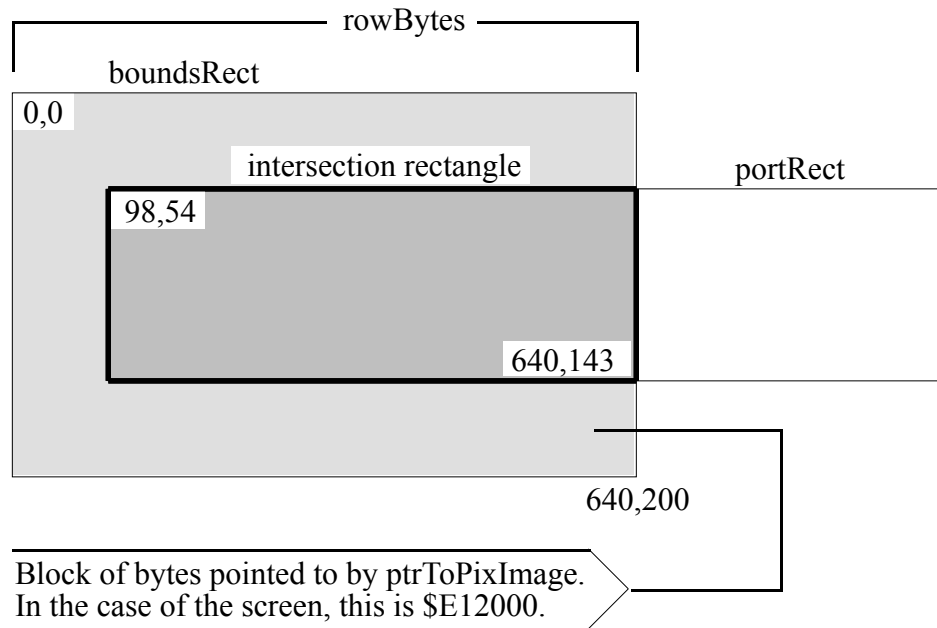 rowBytes
boundsRect
0,0
intersection rectangle
portRect
98,54
640,143
640,200
Block of bytes pointed to by ptrToPixImage.
In the case of the screen, this is $E12000.